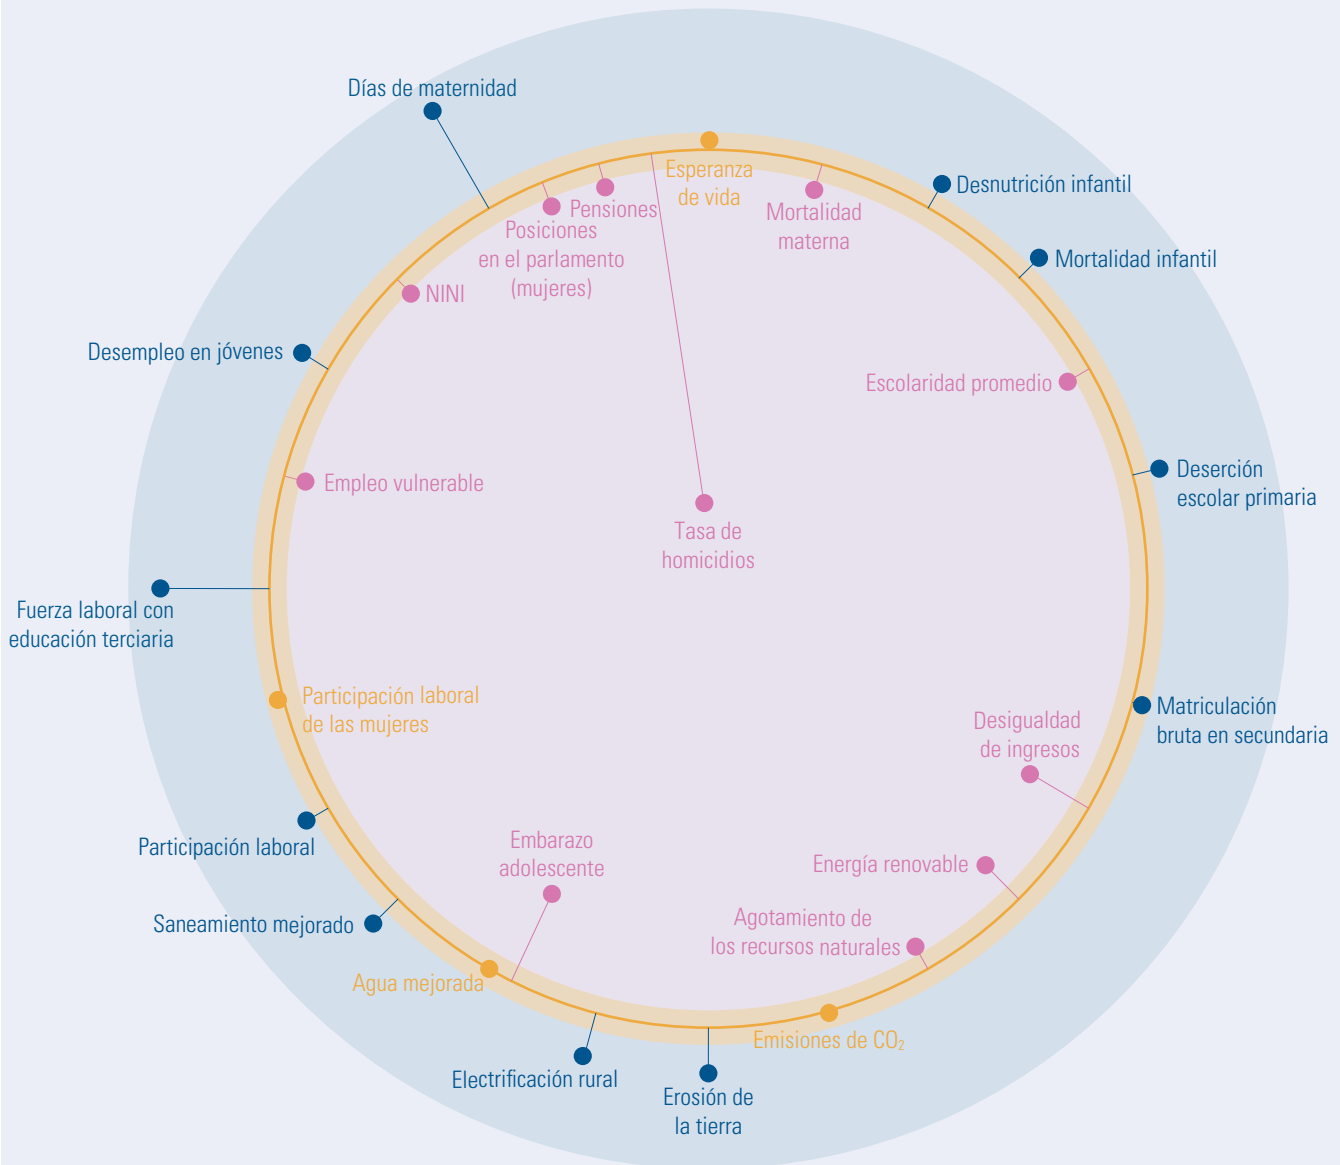 Días de maternidad
Esperanza
de vida
Desnutrición infantil
Pensiones
Mortalidad
materna
Posiciones
en el parlamento
(mujeres)
Mortalidad infantil
NINI
Desempleo en jóvenes
Escolaridad promedio
Deserción
escolar primaria
Empleo vulnerable
Tasa de
homicidios
Fuerza laboral con
educación terciaria
Participación laboral
de las mujeres
Matriculación
bruta en secundaria
Desigualdad
de ingresos
Participación laboral
Embarazo
adolescente
Energía renovable
Saneamiento mejorado
Agotamiento de
los recursos naturales
Agua mejorada
Emisiones de CO₂
Electrificación rural
Erosión de
la tierra